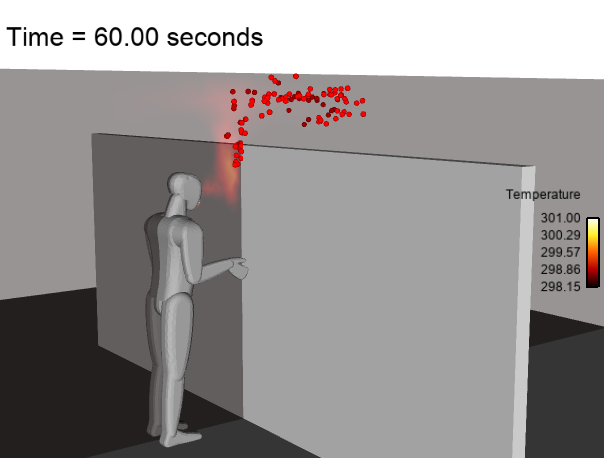 Time = 60.00 seconds
Temperature
301.00
300.29
299.57
298.86
298.15